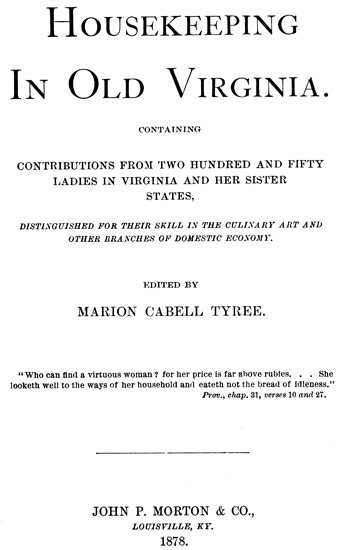 HOUSEKEEPING
IN OLD VIRGINIA.
CONTAINING
CONTRIBUTIONS FROM TWO HUNDRED AND FIFTY
LADIES IN VIRGINIA AND HER SISTER
STATES,
DISTINGUISHED FOR THEIR SKILL IN THE CULINARY ART AND
OTHER BRANCHES OF DOMESTIC ECONOMY.
EDITED BY
MARION CABELL TYREE.
"Who can find a virtuous woman? for her price is far above rubies. . . She
looketh well to the ways of her household and eateth not the bread of idleness."
Prov., chap. 31, verses 10 and 27.
JOHN P. MORTON & CO.,
LOUISVILLE, KY.
1878.